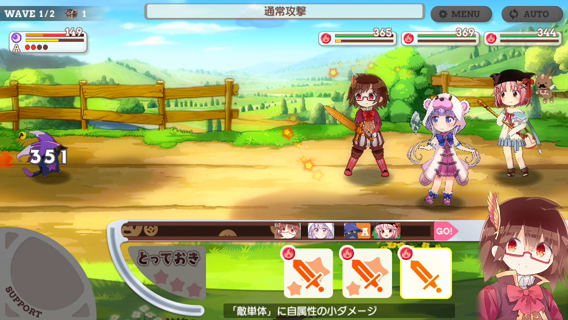 WAVE 1/2 1
通常攻撃
MENU
AUTO
149
A
365
369
344
351
GO!
とっておき
SUPPORT
「敵単体」に自属性の小ダメージ